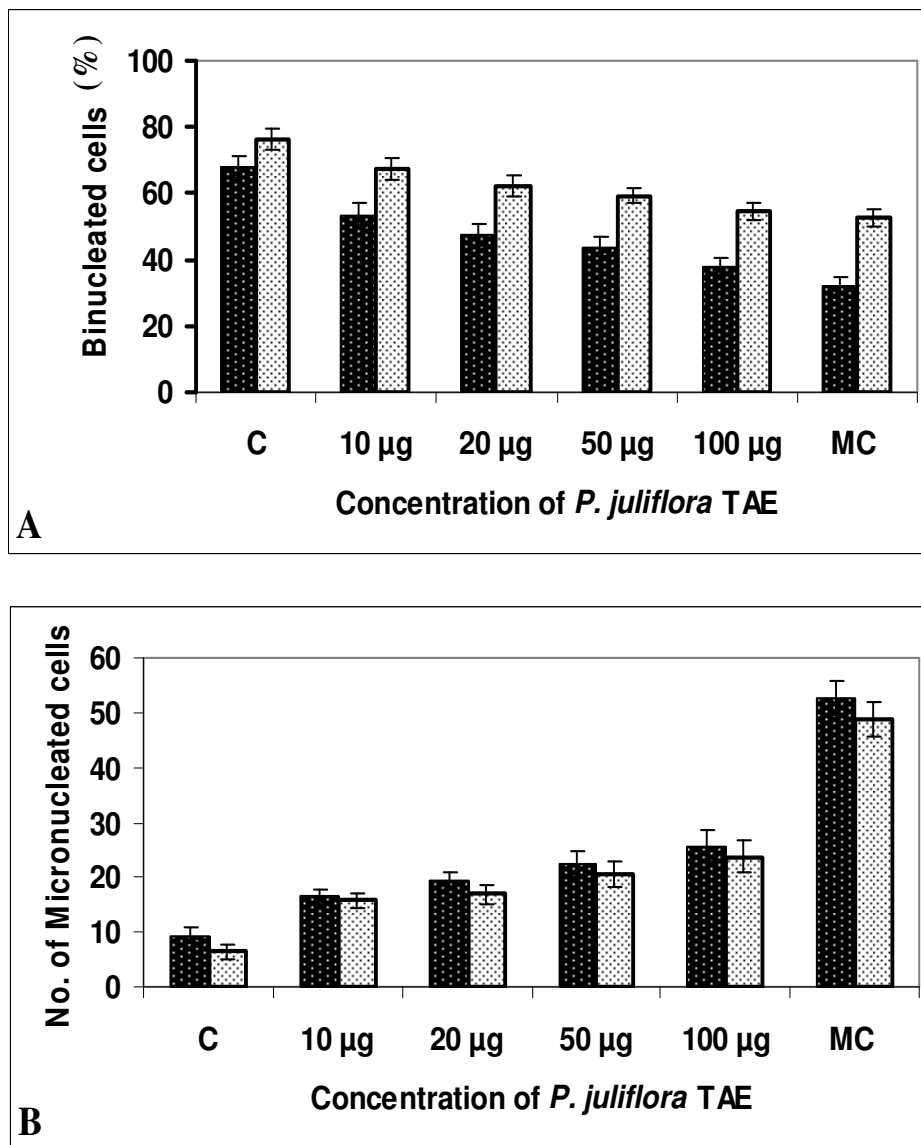 Binucleated cells (%)
100
80
60
40
20
0
C 10 µg 20 µg 50 µg 100 µg MC
Concentration of P. juliflora TAE
A
No. of Micronucleated cells
60
50
40
30
20
10
0
C 10 µg 20 µg 50 µg 100 µg MC
Concentration of P. juliflora TAE
B